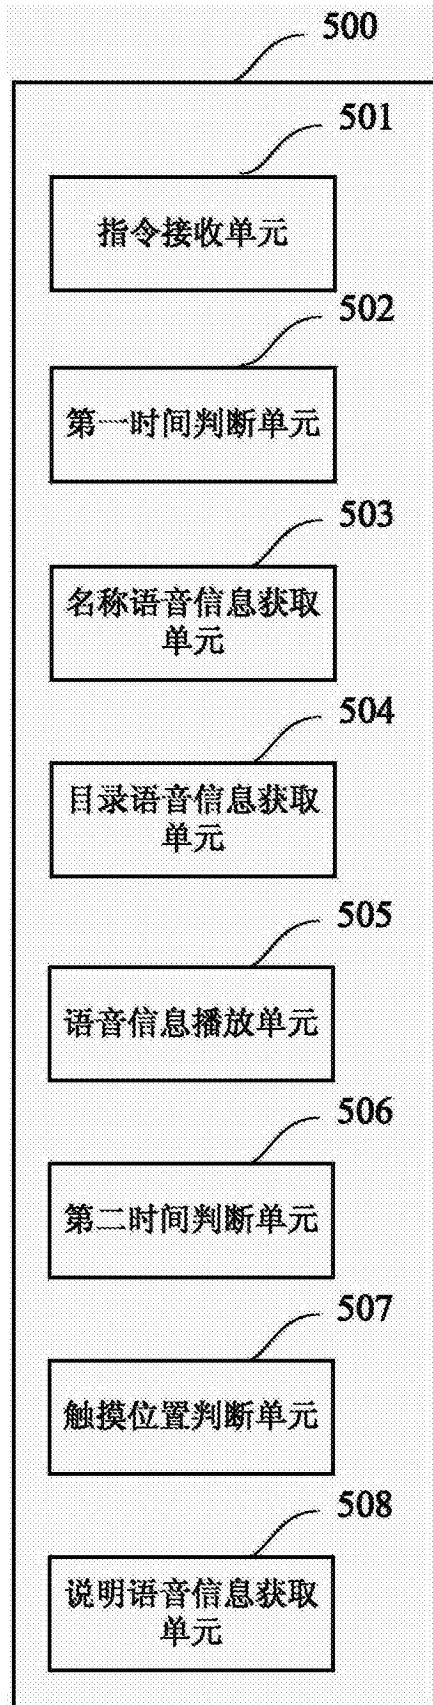 500
501
指令接收单元
502
第一时间判断单元
503
名称语音信息获取
单元
504
目录语音信息获取
单元
505
语音信息播放单元
506
第二时间判断单元
507
触摸位置判断单元
508
说明语音信息获取
单元